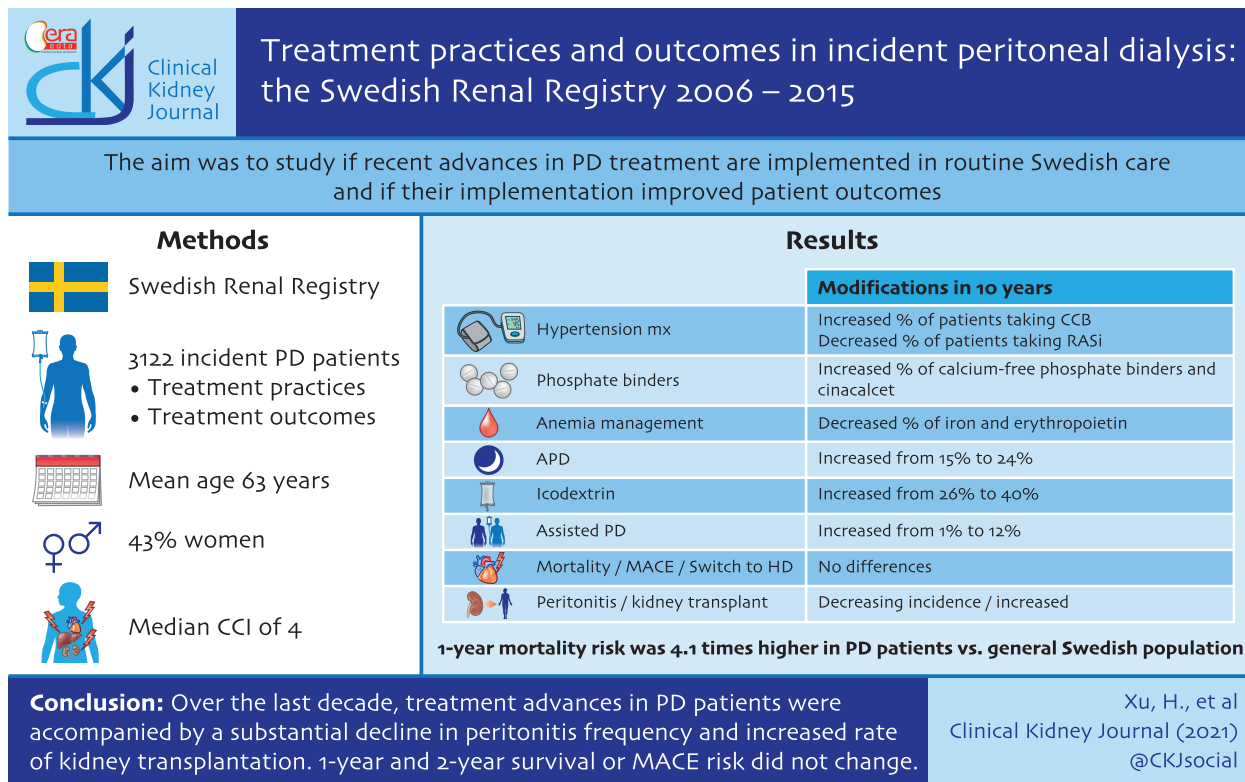 era
edta
CKJ
Clinical
Kidney
Journal
Treatment practices and outcomes in incident peritoneal dialysis:
the Swedish Renal Registry 2006 – 2015
The aim was to study if recent advances in PD treatment are implemented in routine Swedish care
and if their implementation improved patient outcomes
Methods
Swedish Renal Registry
3122 incident PD patients
• Treatment practices
• Treatment outcomes
Mean age 63 years
43% women
Median CCI of 4
Results
Modifications in 10 years
Hypertension mx
Increased % of patients taking CCB
Decreased % of patients taking RASi
Phosphate binders
Increased % of calcium-free phosphate binders and
cinacalcet
Anemia management
Decreased % of iron and erythropoietin
APD
Increased from 15% to 24%
Icodextrin
Increased from 26% to 40%
Assisted PD
Increased from 1% to 12%
Mortality / MACE / Switch to HD
No differences
Peritonitis / kidney transplant
Decreasing incidence / increased
1-year mortality risk was 4.1 times higher in PD patients vs. general Swedish population
Conclusion: Over the last decade, treatment advances in PD patients were
accompanied by a substantial decline in peritonitis frequency and increased rate
of kidney transplantation. 1-year and 2-year survival or MACE risk did not change.
Xu, H., et al
Clinical Kidney Journal (2021)
@CKJsocial